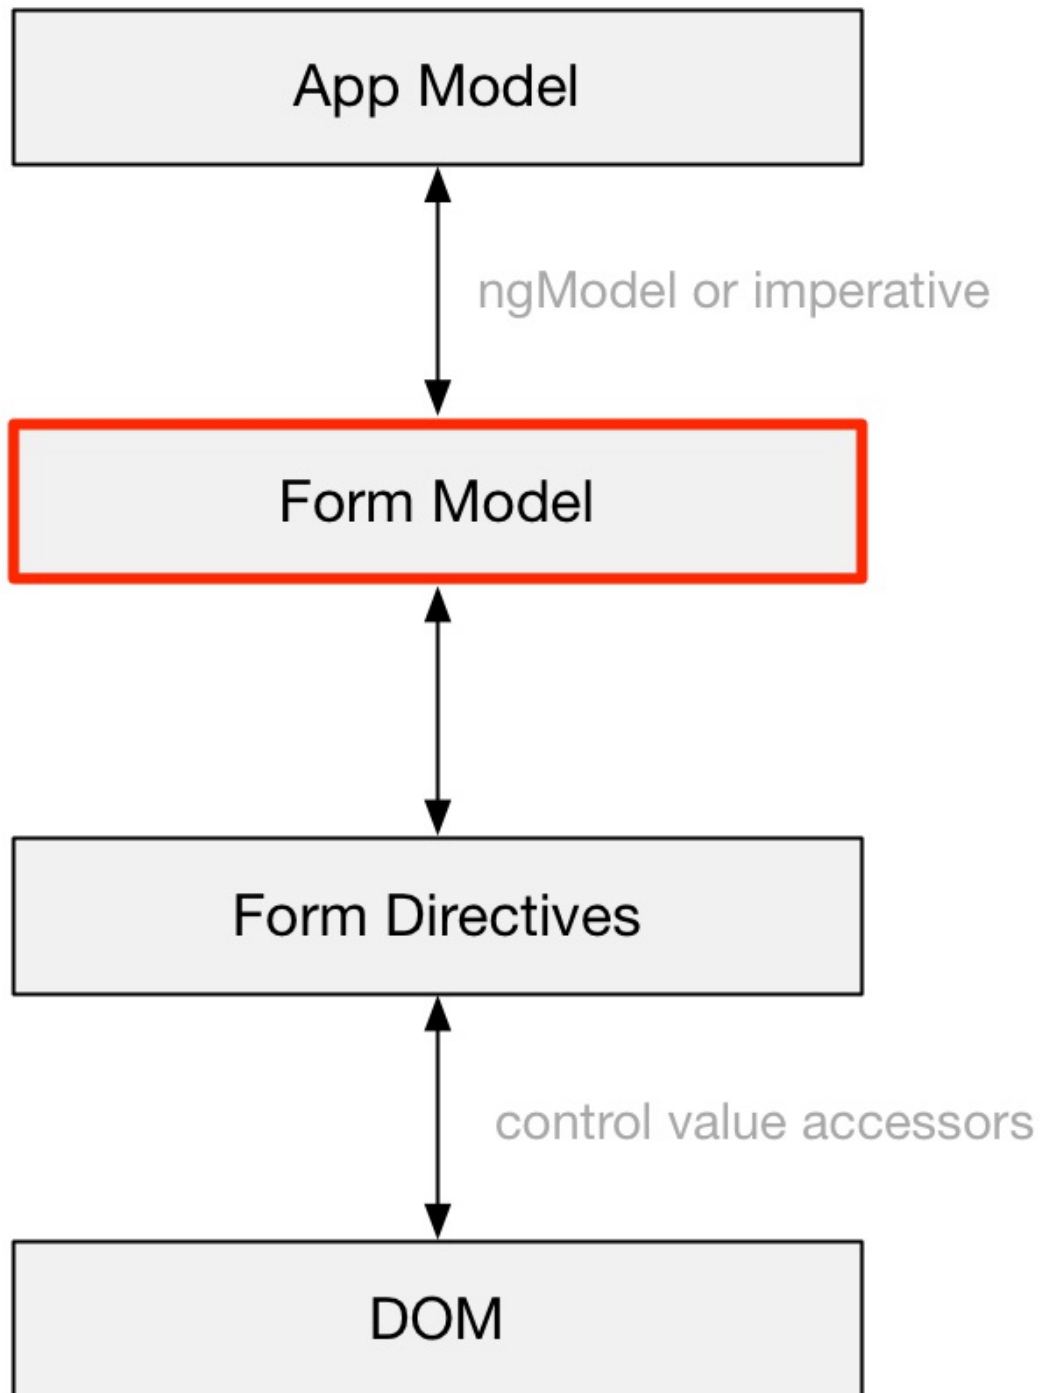 App Model
ngModel or imperative
Form Model
Form Directives
control value accessors
DOM